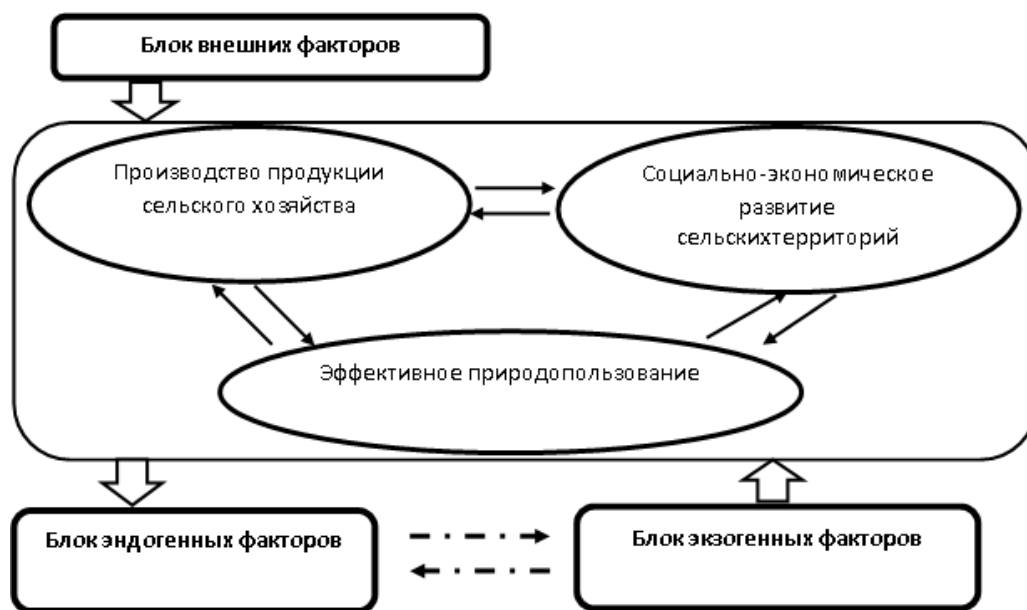 Блок внешних факторов
Производство продукции
сельского хозяйства
Социально-экономическое
развитие
сельскихтерриторий
Эффективное природопользование
Блок эндогенных факторов
Блок экзогенных факторов